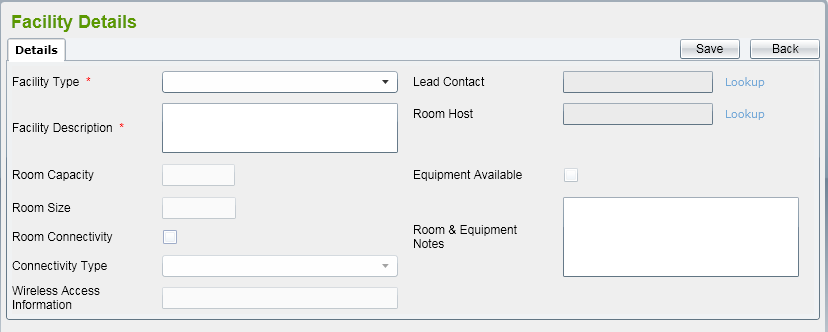 Facility Details
Details
Save
Back
Facility Type *
Lead Contact
Lookup
Room Host
Lookup
Facility Description *
Room Capacity
Equipment Available
Room Size
Room & Equipment
Notes
Room Connectivity
Connectivity Type
Wireless Access
Information